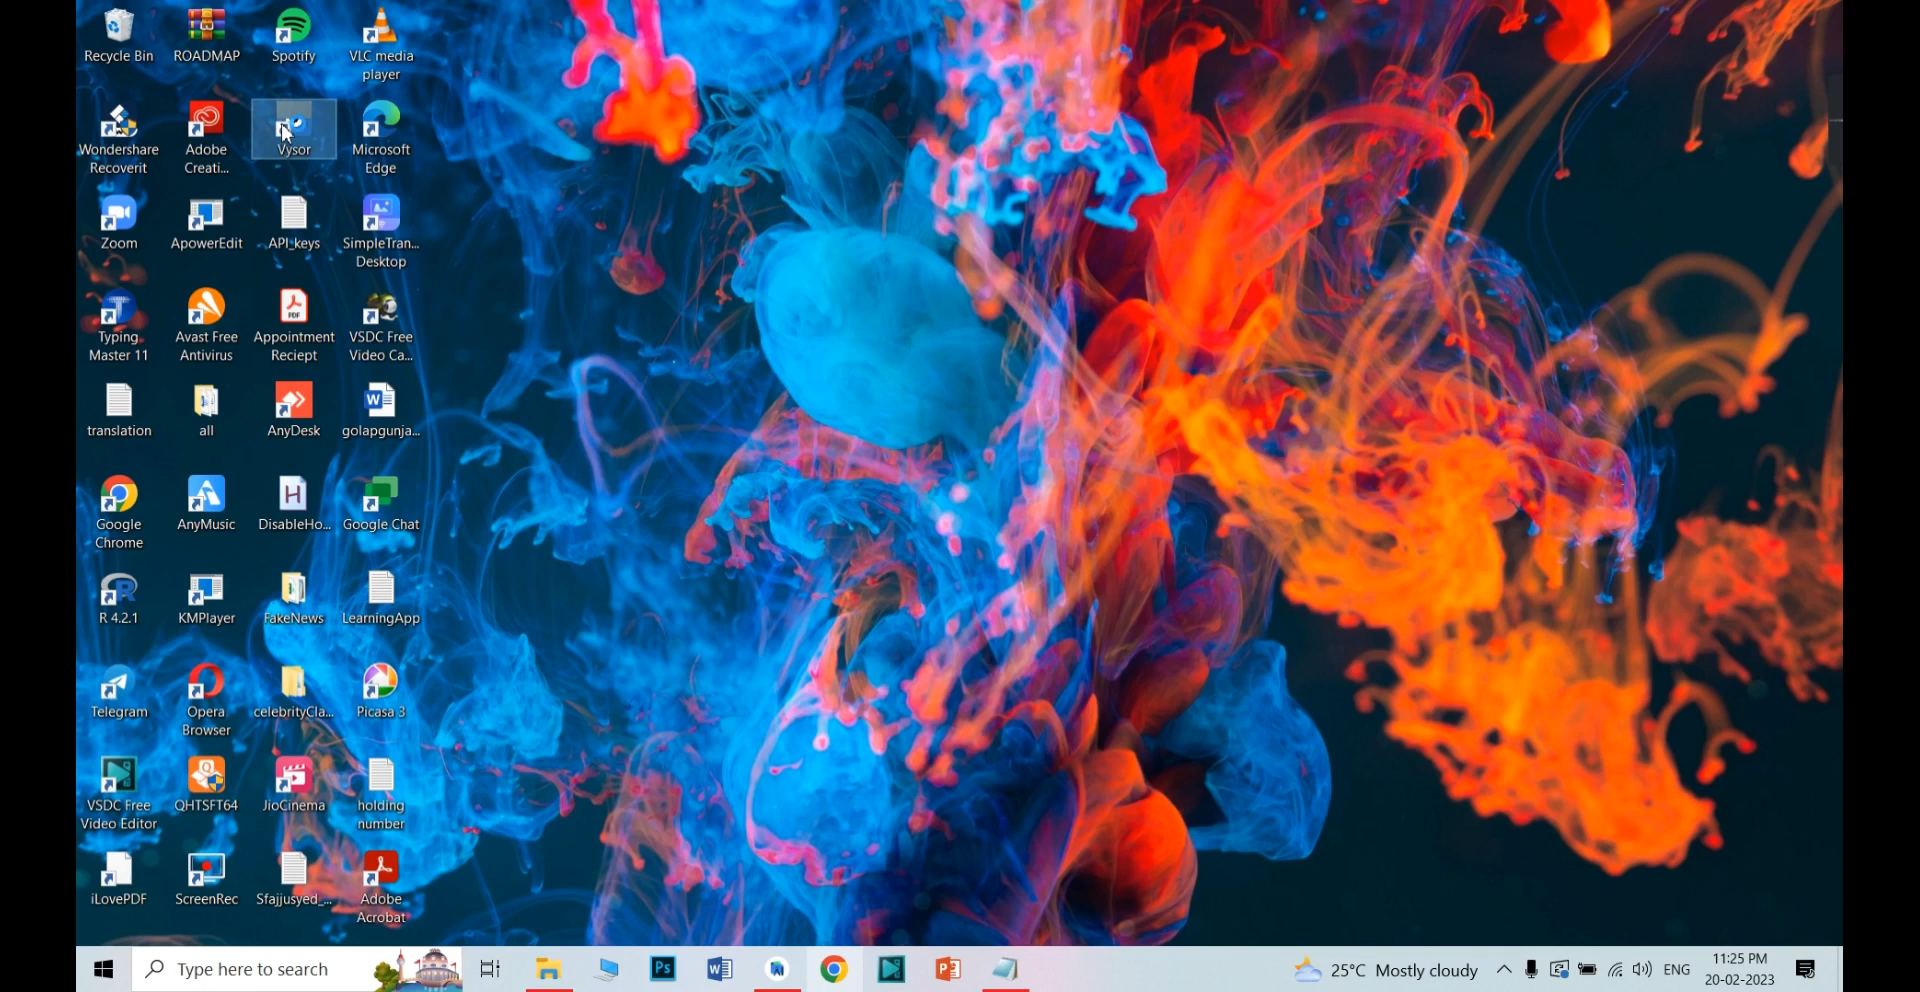 Recycle Bin
ROADMAP
Spotify
VLC media
player
Wondershare
Recoverit
Adobe
Creati...
Vysor
Microsoft
Edge
Zoom
ApowerEdit
API_keys
SimpleTran...
Desktop
Typing
Master 11
Avast Free
Antivirus
Appointment
Reciept
VSDC Free
Video Ca...
translation
all
AnyDesk
golapgunja...
Google
Chrome
AnyMusic
DisableHo...
Google Chat
R 4.2.1
KMPlayer
FakeNews
LearningApp
Telegram
Opera
Browser
celebrityCla...
Picasa 3
VSDC Free
Video Editor
QHTSFT64
JioCinema
holding
number
iLovePDF
ScreenRec
Sfajjusyed_...
Adobe
Acrobat
Type here to search
25°C Mostly cloudy
ENG
11:25 PM
20-02-2023